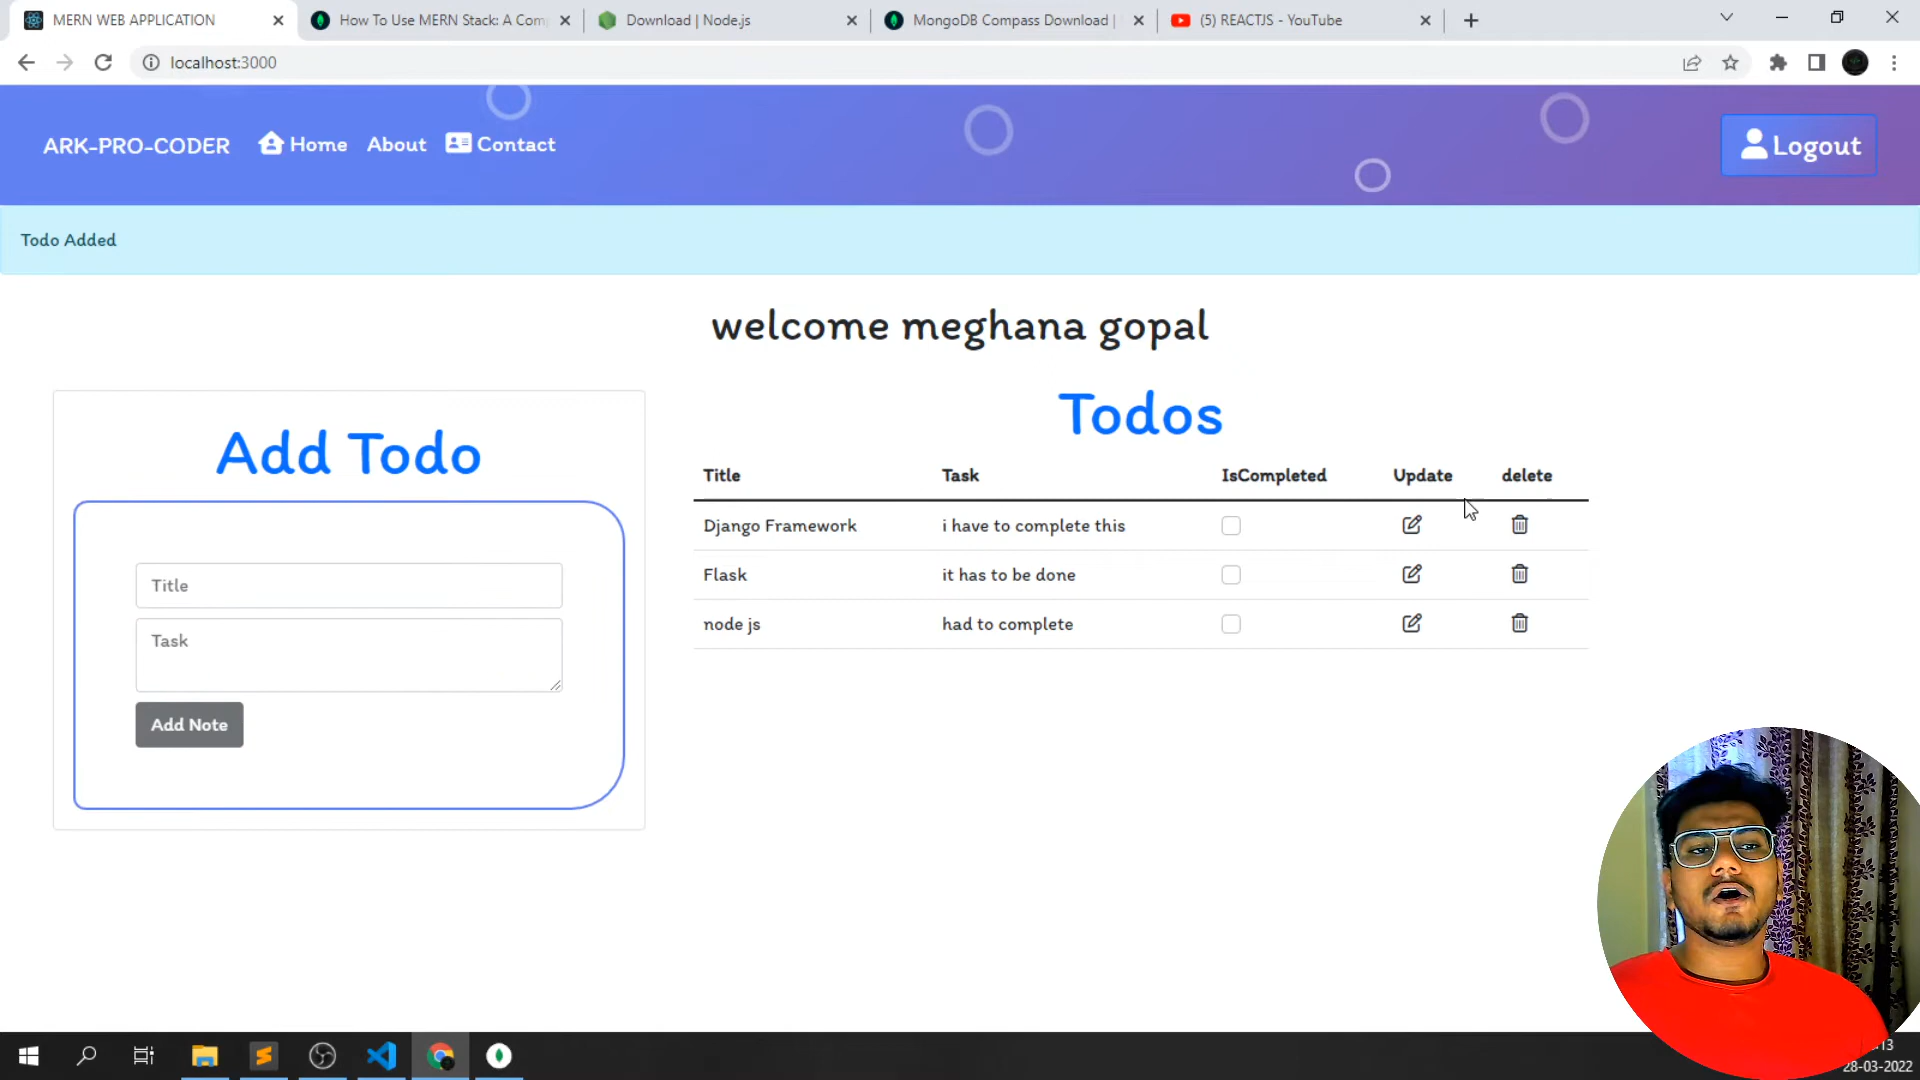 MERN WEB APPLICATION
How To Use MERN Stack: A Com
Download | Node.js
MongoDB Compass Download |
(5) REACTJS - YouTube
localhost:3000
ARK-PRO-CODER
Home
About
Contact
Logout
Todo Added
welcome meghana gopal
Add Todo
Title
Task
Add Note
Todos
Title Task IsCompleted Update delete
Django Framework i have to complete this
Flask it has to be done
node js had to complete
13
28-03-2022